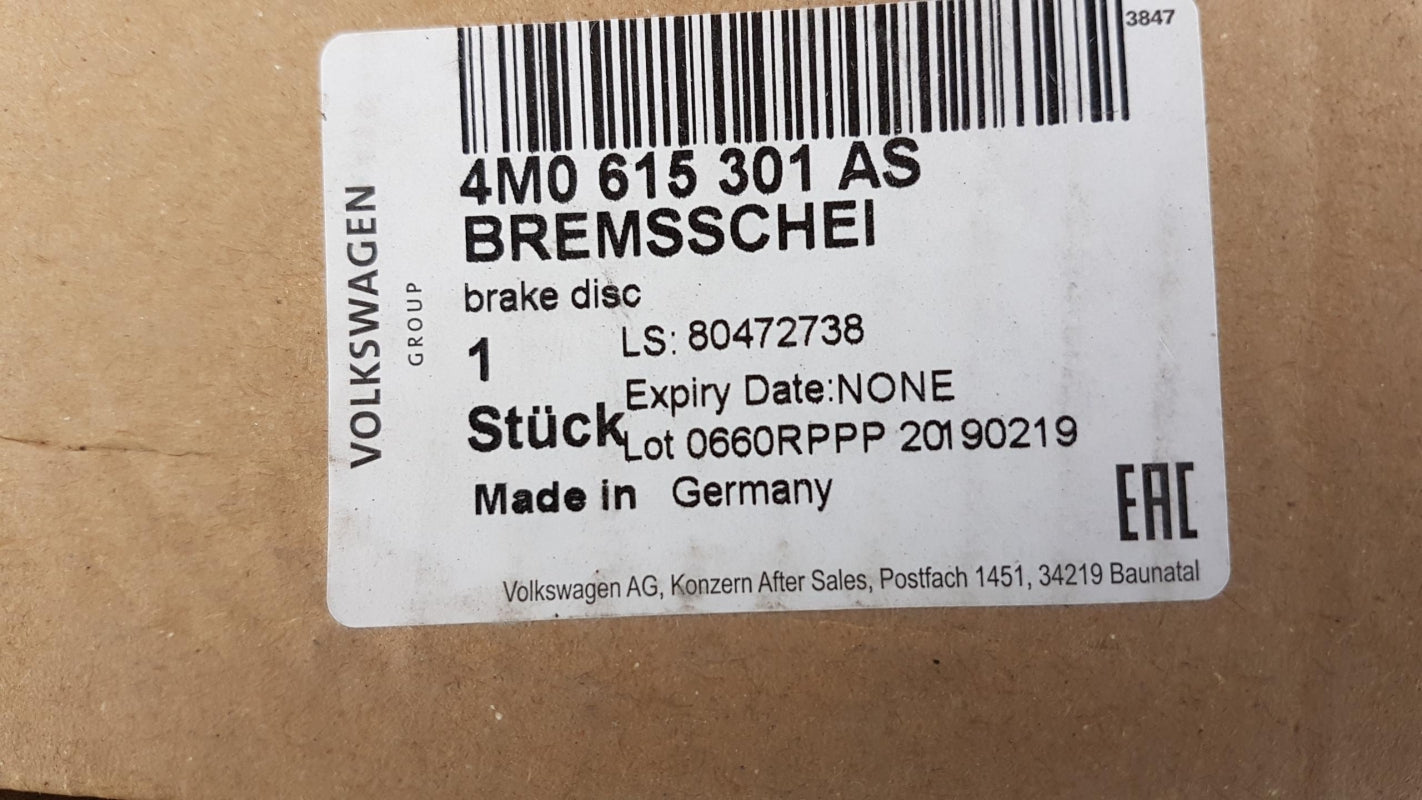 3847
4M0 615 301 AS
BREMSSCHEI
brake disc
1
LS: 80472738
Expiry Date:NONE
Stück
Lot 0660RPPP 20190219
Made in Germany
EAC
Volkswagen AG, Konzern After Sales, Postfach 1451, 34219 Baunatal
VOLKSWAGEN
GROUP